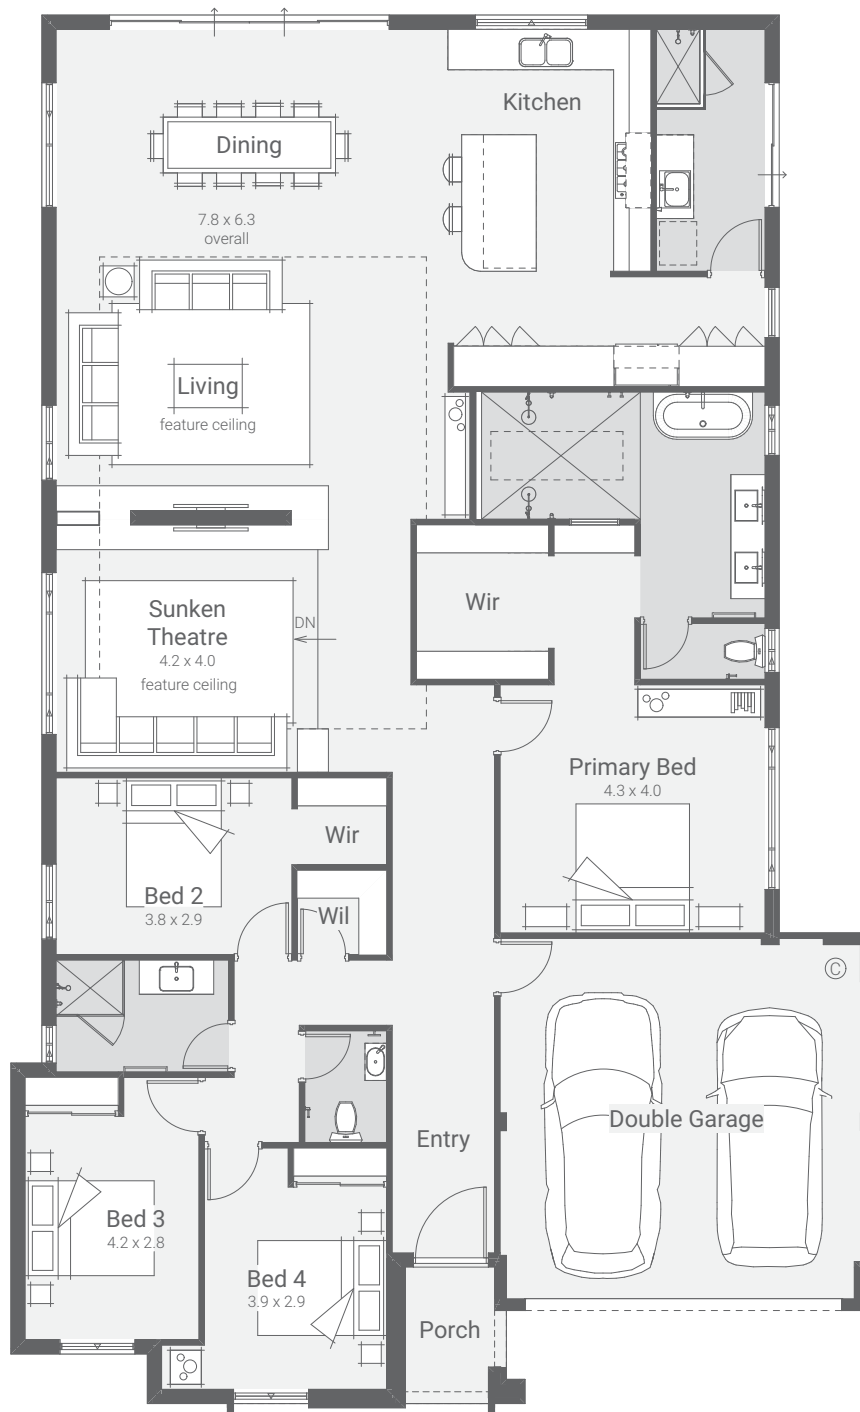 Kitchen
Dining
7.8 x 6.3
overall
Living
feature ceiling
Wir
Sunken
Theatre
4.2 x 4.0
feature ceiling
DN
Primary Bed
4.3 x 4.0
Wir
Bed 2
3.8 x 2.9
Wil
C
Double Garage
Entry
Bed 3
4.2 x 2.8
Bed 4
3.9 x 2.9
Porch